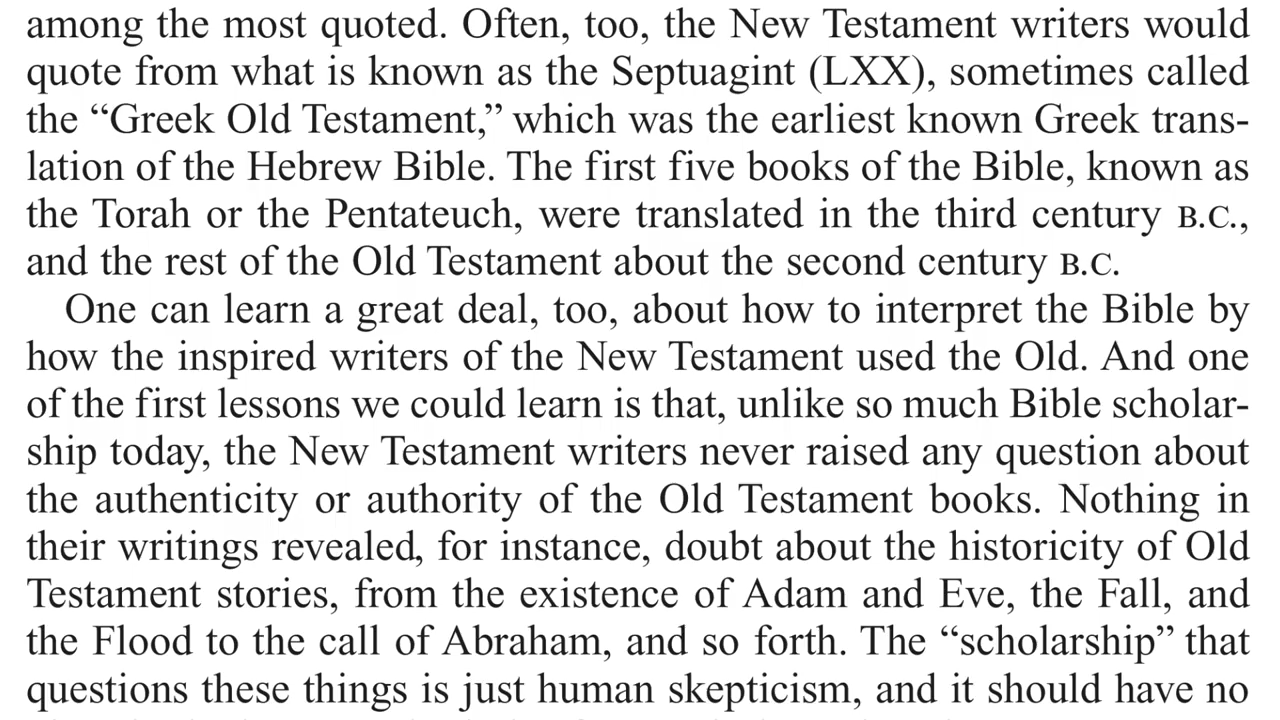 among the most quoted. Often, too, the New Testament writers would
quote from what is known as the Septuagint (LXX), sometimes called
the “Greek Old Testament,” which was the earliest known Greek trans-
lation of the Hebrew Bible. The first five books of the Bible, known as
the Torah or the Pentateuch, were translated in the third century B.C.,
and the rest of the Old Testament about the second century B.C.
One can learn a great deal, too, about how to interpret the Bible by
how the inspired writers of the New Testament used the Old. And one
of the first lessons we could learn is that, unlike so much Bible scholar-
ship today, the New Testament writers never raised any question about
the authenticity or authority of the Old Testament books. Nothing in
their writings revealed, for instance, doubt about the historicity of Old
Testament stories, from the existence of Adam and Eve, the Fall, and
the Flood to the call of Abraham, and so forth. The “scholarship” that
questions these things is just human skepticism, and it should have no